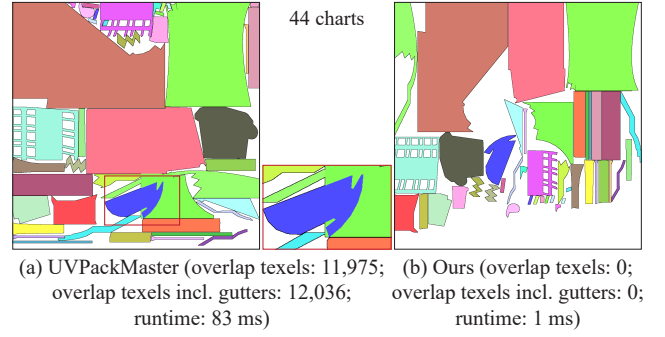 44 charts
(a) UVPackMaster (overlap texels: 11,975;
overlap texels incl. gutters: 12,036;
runtime: 83 ms)
(b) Ours (overlap texels: 0;
overlap texels incl. gutters: 0;
runtime: 1 ms)